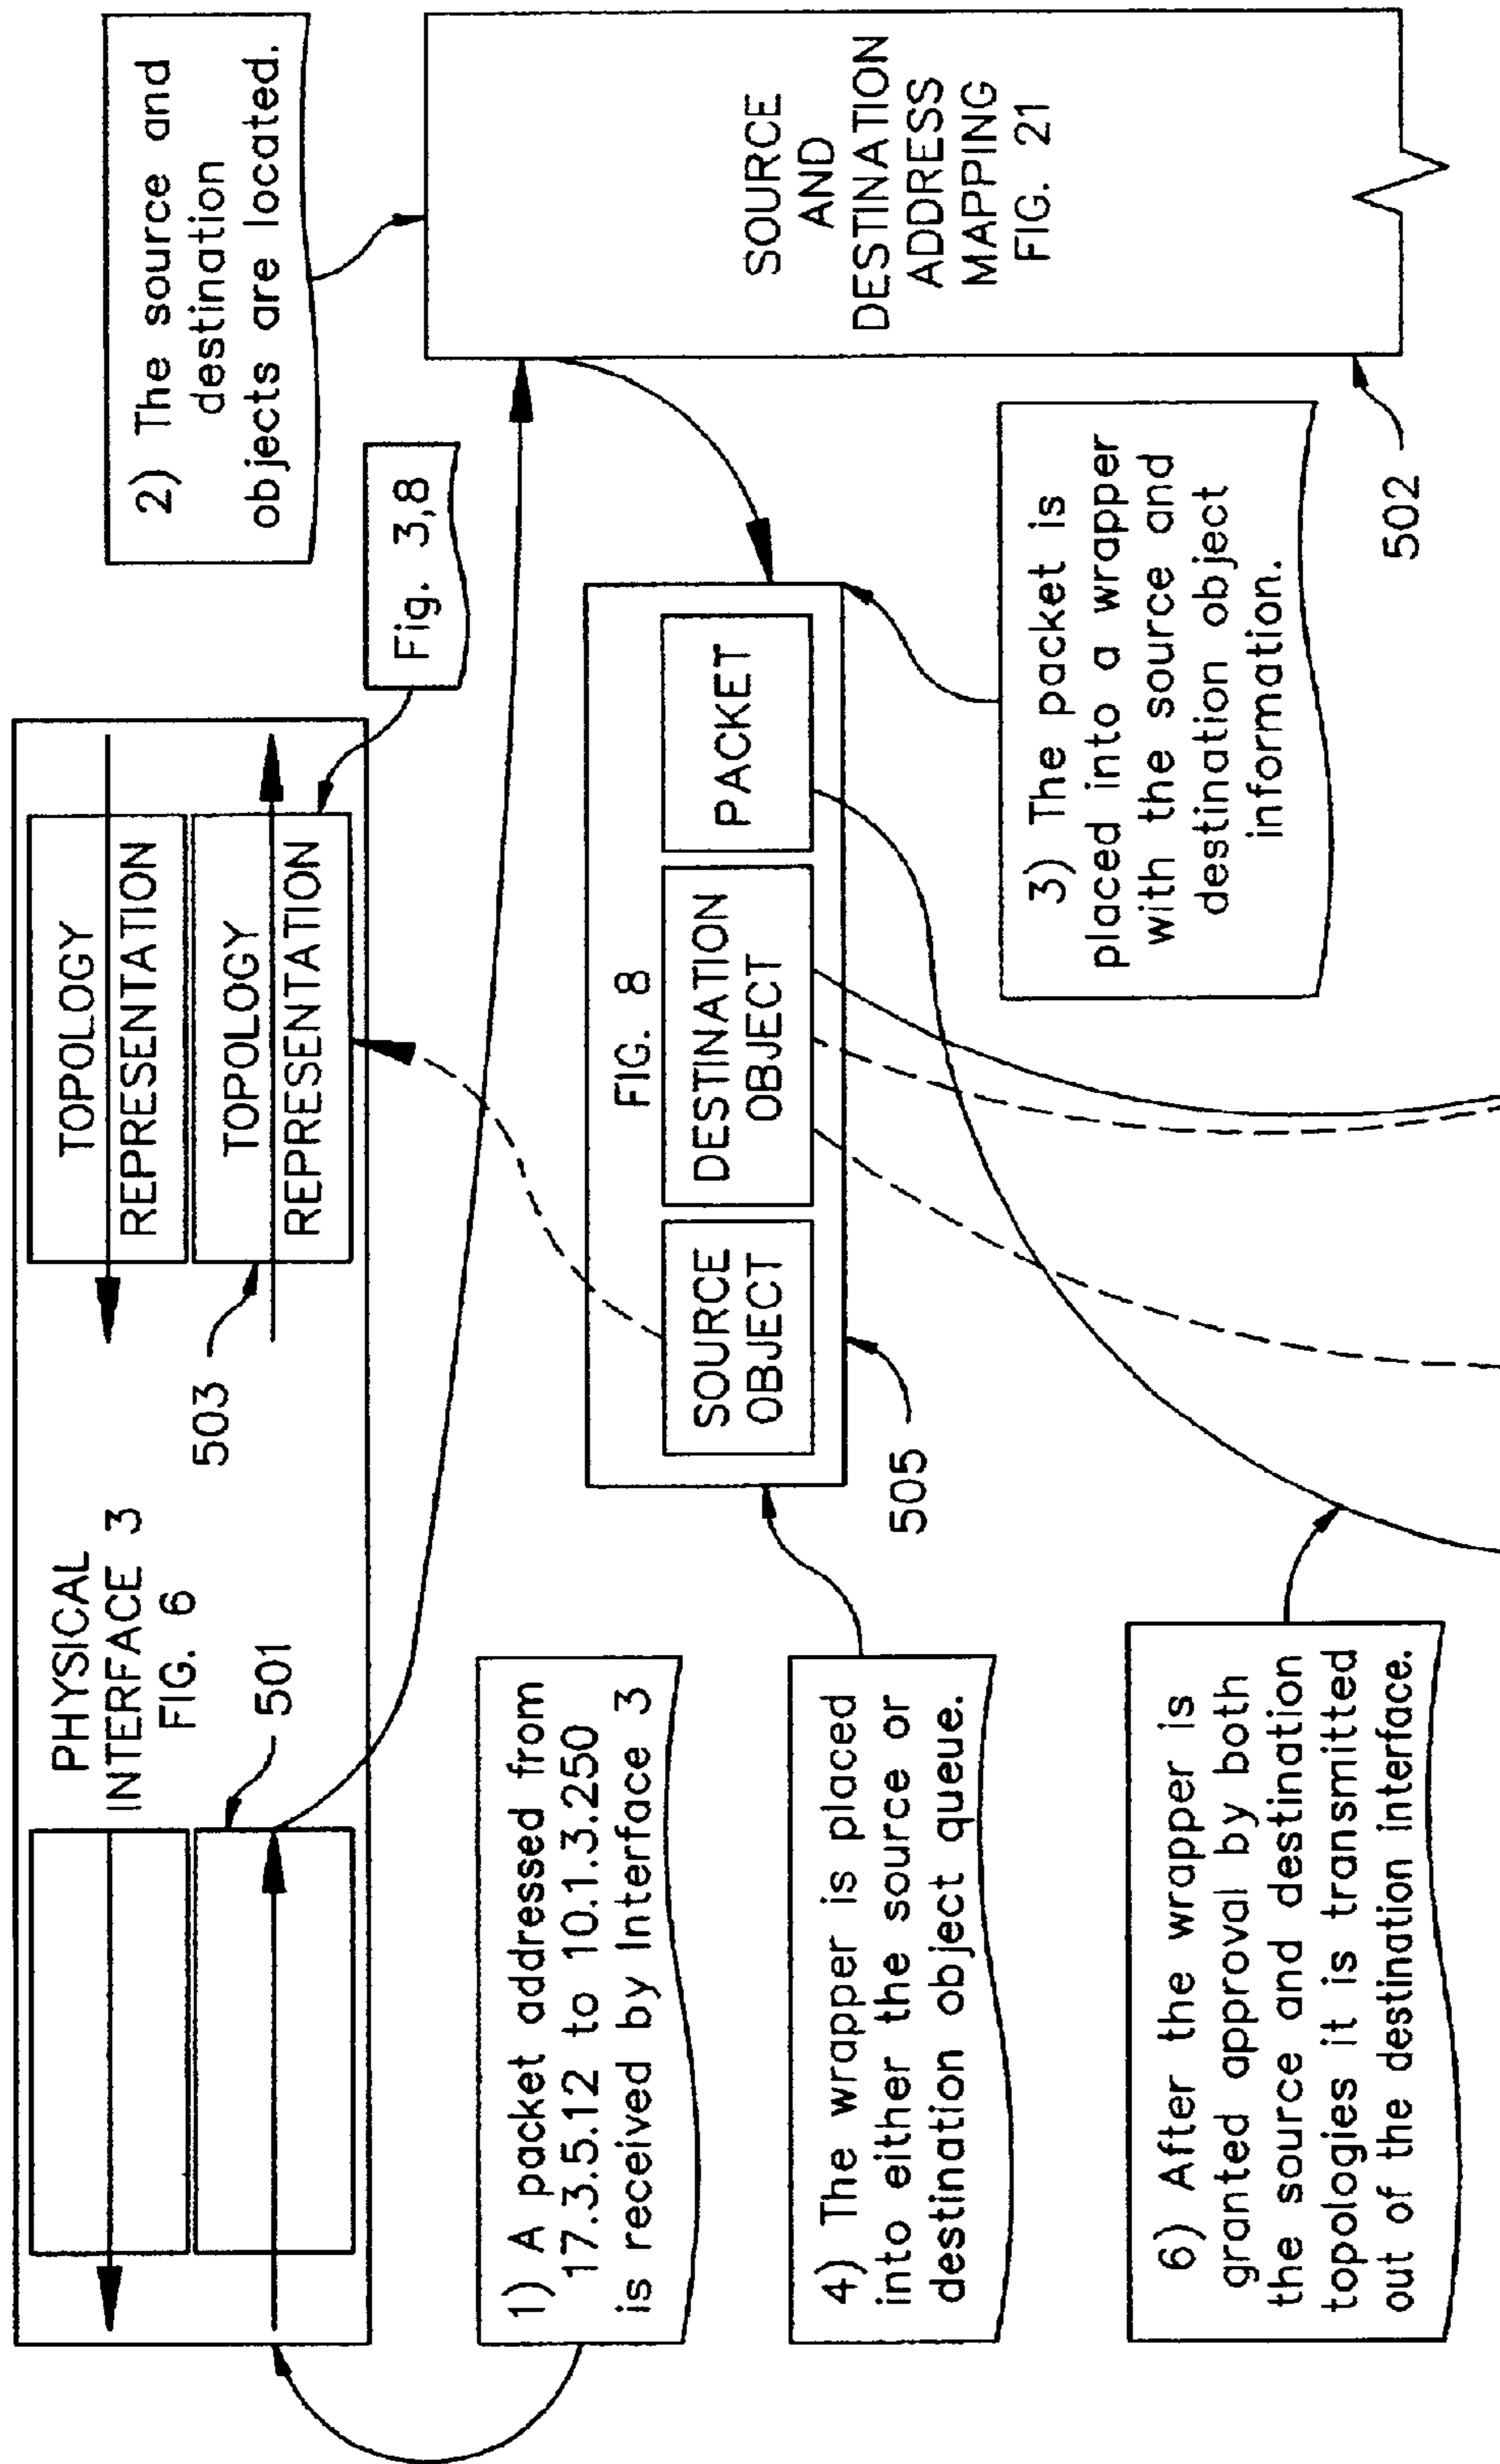 PHYSICAL
INTERFACE 3
FIG. 6
501
503
TOPOLOGY
REPRESENTATION
TOPOLOGY
REPRESENTATION
Fig. 3,8
2) The source and
destination
objects are located.
1) A packet addressed from
17.3.5.12 to 10.1.3.250
is received by Interface 3
FIG. 8
SOURCE
OBJECT
DESTINATION
OBJECT
PACKET
505
SOURCE
AND
DESTINATION
ADDRESS
MAPPING
FIG. 21
502
4) The wrapper is placed
into either the source or
destination object queue.
3) The packet is
placed into a wrapper
with the source and
destination object
information.
6) After the wrapper is
granted approval by both
the source and destination
topologies it is transmitted
out of the destination interface.